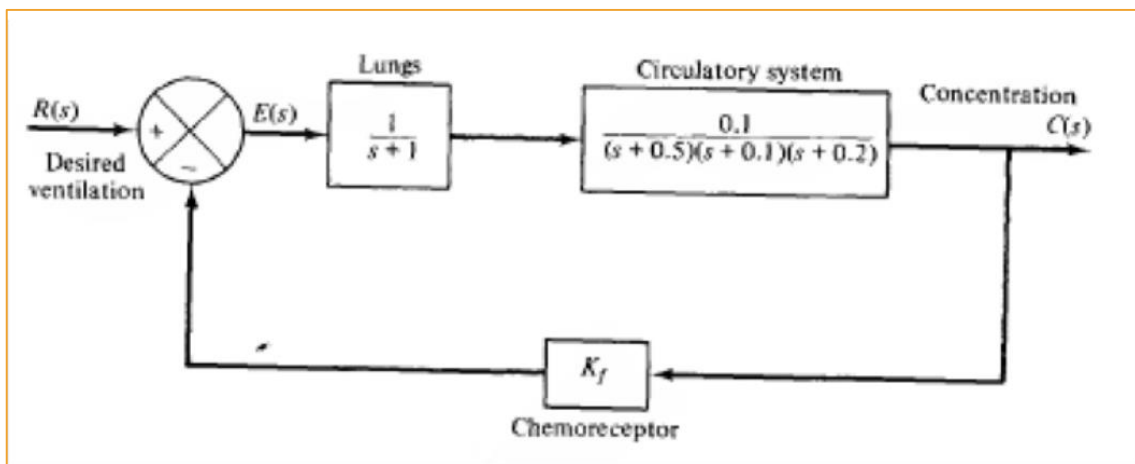 R(s)
Desired
ventilation
+
−
E(s)
Lungs
1
s + 1
Circulatory system
0.1
(s + 0.5)(s + 0.1)(s + 0.2)
Concentration
C(s)
K_f
Chemoreceptor